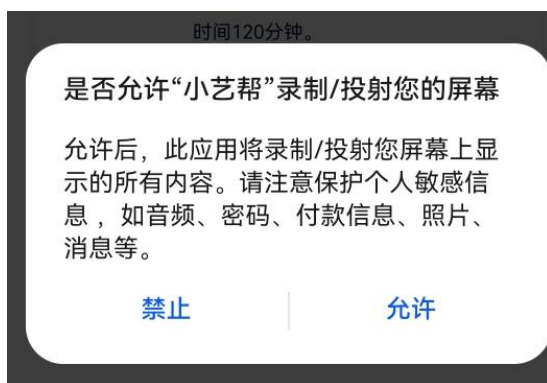 时间120分钟。
是否允许“小艺帮”录制/投射您的屏幕
允许后，此应用将录制/投射您屏幕上显
示的所有内容。请注意保护个人敏感信
息，如音频、密码、付款信息、照片、
消息等。
禁止
允许